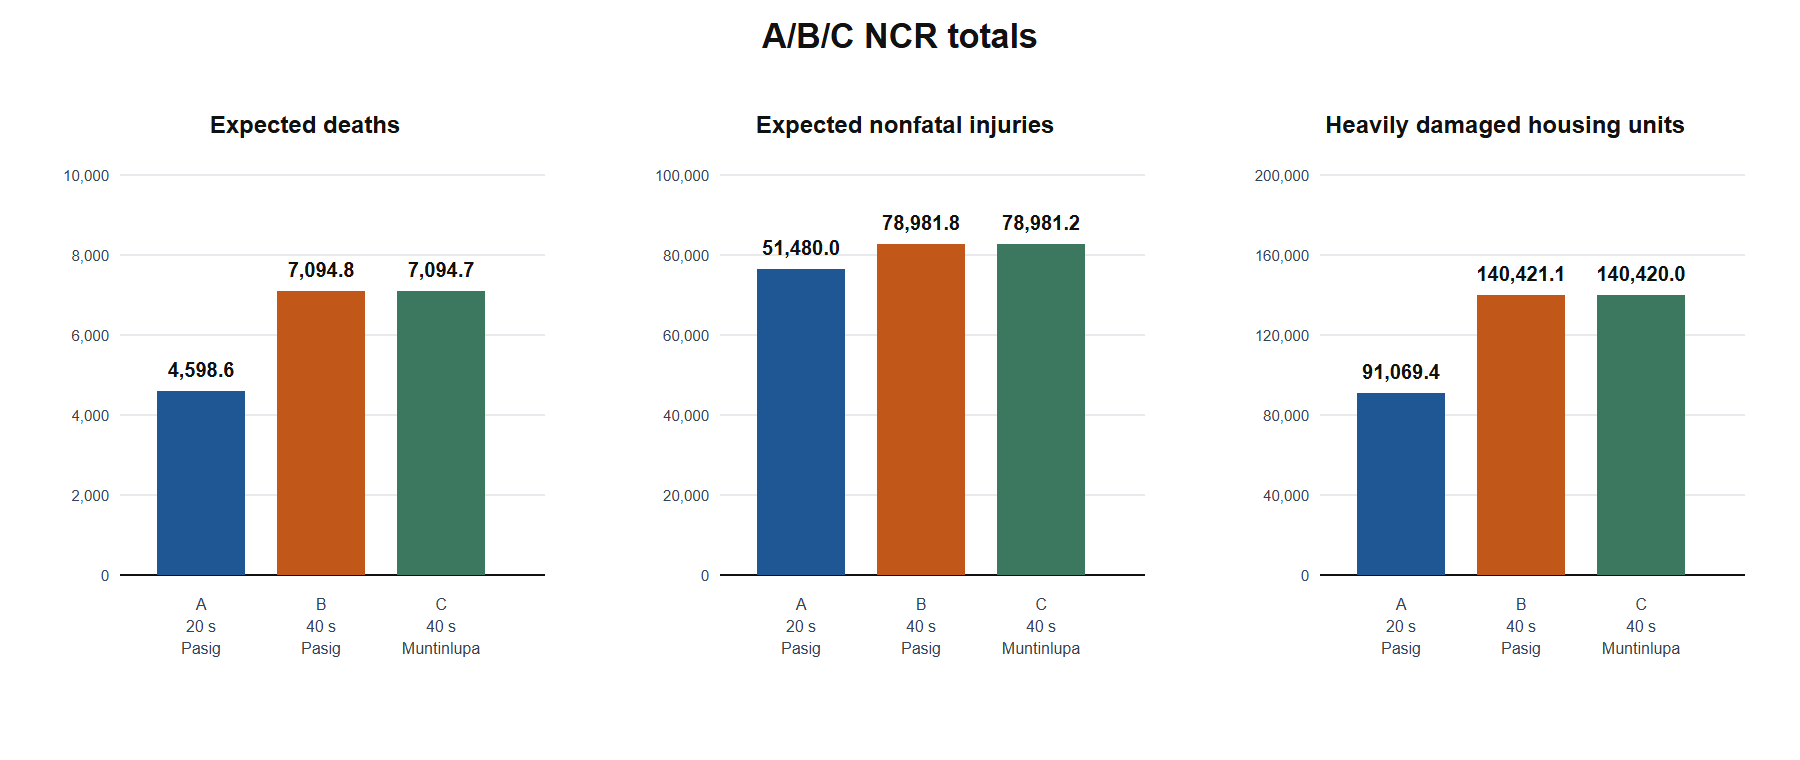 A/B/C NCR totals
Expected deaths
10,000
8,000
6,000
4,000
2,000
0
4,598.6
7,094.8
7,094.7
A
20 s
Pasig
B
40 s
Pasig
C
40 s
Muntinlupa
Expected nonfatal injuries
100,000
80,000
60,000
40,000
20,000
0
51,480.0
78,981.8
78,981.2
A
20 s
Pasig
B
40 s
Pasig
C
40 s
Muntinlupa
Heavily damaged housing units
200,000
160,000
120,000
80,000
40,000
0
91,069.4
140,421.1
140,420.0
A
20 s
Pasig
B
40 s
Pasig
C
40 s
Muntinlupa